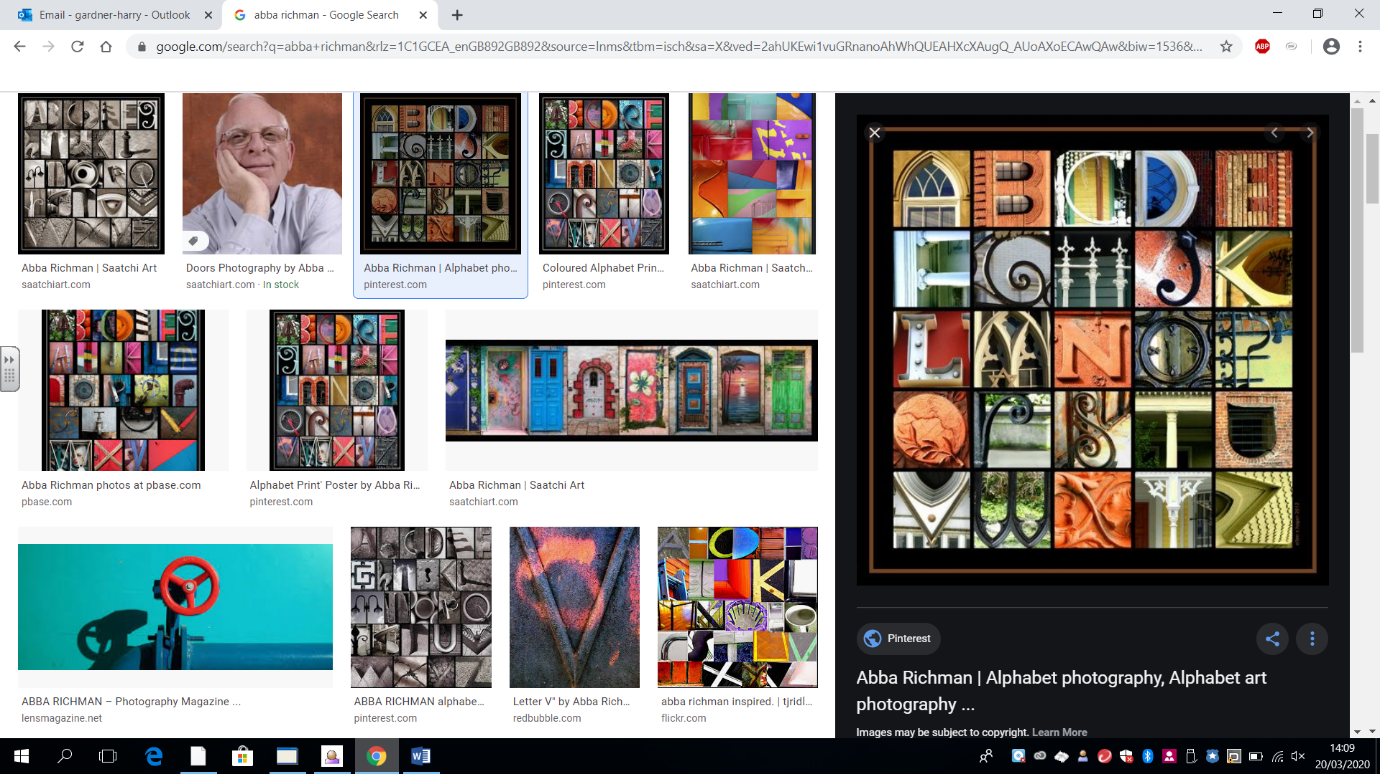 Email - gardner-harry - Outlook
abba richman - Google Search
google.com/search?q=abba+richman&rlz=1C1GCEA_enGB892GB892&source=lnms&tbm=isch&sa=X&ved=2ahUKEwi1vuGRnanoAhWhQUEAHXcXAugQ_AUoAXoECAwQAw&biw=1536&...
ABP
Abba Richman | Saatchi Art
saatchiart.com
Doors Photography by Abba ...
saatchiart.com · In stock
Abba Richman | Alphabet pho...
pinterest.com
Coloured Alphabet Prin...
pinterest.com
Abba Richman | Saatch...
saatchiart.com
Abba Richman photos at pbase.com
pbase.com
Alphabet Print' Poster by Abba Ri...
pinterest.com
Abba Richman | Saatchi Art
saatchiart.com
ABBA RICHMAN – Photography Magazine ...
lensmagazine.net
ABBA RICHMAN alphabe...
pinterest.com
Letter V" by Abba Rich...
redbubble.com
abba richman inspired. | tjridl...
flickr.com
Pinterest
Abba Richman | Alphabet photography, Alphabet art
photography ...
Images may be subject to copyright. Learn More
14:09
20/03/2020